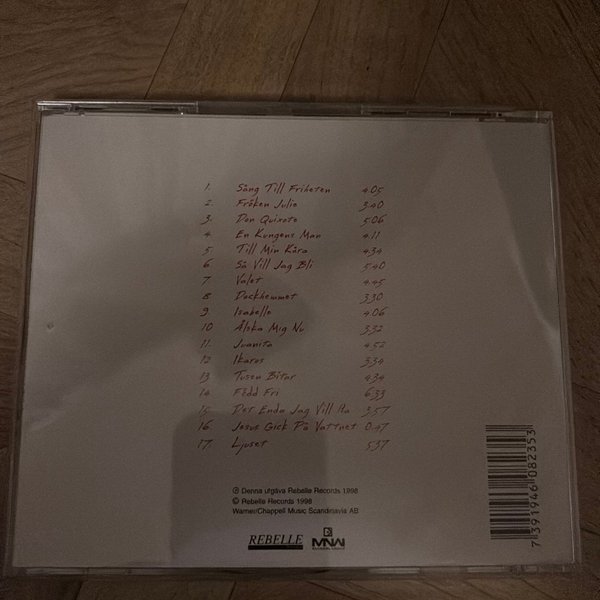 1. Sång Till Friheten 4.05
2. Fröken Julie 3.40
3. Don Quixote 5.06
4. En Kungens Man 4.11
5. Till Min Kära 4.34
6. Så Vill Jag Bli 5.40
7. Valet 4.45
8 Dockhemmet 3.30
9 Isabelle 4.06
10 Älska Mig Nu 3.32
11. Juanita 4.52
12 Ikaros 3.34
13 Tusen Bitar 4.34
14 Född Fri 6.33
15. Det Enda Jag Vill Ha 3.57
16. Jesus Gick På Vattnet 0.47
17. Ljuset 5.37
℗ Denna utgåva Rebelle Records 1998
© Rebelle Records 1998
Warner/Chappell Music Scandinavia AB
REBELLE
MNW
7 391946 082353